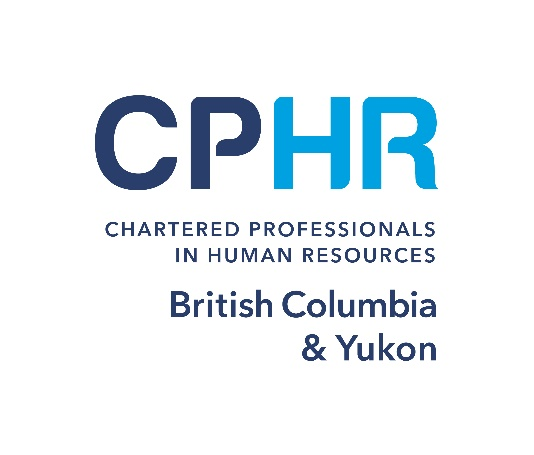 CPHR
CHARTERED PROFESSIONALS
IN HUMAN RESOURCES
British Columbia
& Yukon